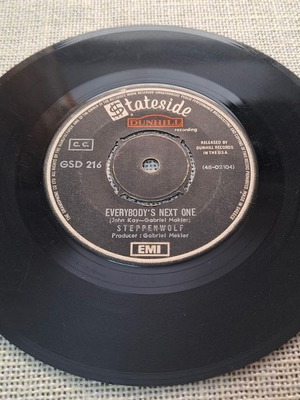 Stateside
DUNHILL
recording
C. C.
GSD 216
RELEASED BY
DUNHILL RECORDS
IN THE U.S.A.
(45-D2104)
EVERYBODY'S NEXT ONE
(John Kay-Gabriel Mekler)
STEPPENWOLF
Producer: Gabriel Mekler
EMI